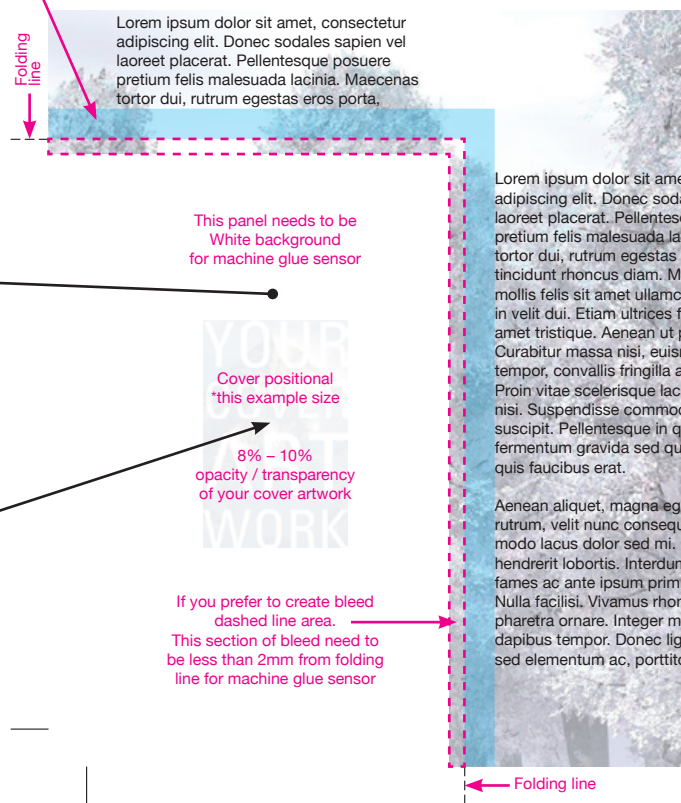 Lorem ipsum dolor sit amet, consectetur
adipiscing elit. Donec sodales sapien vel
laoreet placerat. Pellentesque posuere
pretium felis malesuada lacinia. Maecenas
tortor dui, rutrum egestas eros porta,
Folding
line
This panel needs to be
White background
for machine glue sensor
YOUR
COVER
ART
WORK
Cover positional
*this example size
8% – 10%
opacity / transparency
of your cover artwork
If you prefer to create bleed
dashed line area.
This section of bleed need to
be less than 2mm from folding
line for machine glue sensor
Lorem ipsum dolor sit ame
adipiscing elit. Donec soda
laoreet placerat. Pellentes
pretium felis malesuada la
tortor dui, rutrum egestas
tincidunt rhoncus diam. M
mollis felis sit amet ullamc
in velit dui. Etiam ultrices f
amet tristique. Aenean ut p
Curabitur massa nisi, euisr
tempor, convallis fringilla a
Proin vitae scelerisque lac
nisi. Suspendisse commod
suscipit. Pellentesque in q
fermentum gravida sed qu
quis faucibus erat.
Aenean aliquet, magna eg
rutrum, velit nunc consequ
modo lacus dolor sed mi.
hendrerit lobortis. Interdum
fames ac ante ipsum prim
Nulla facilisi. Vivamus rhor
pharetra ornare. Integer m
dapibus tempor. Donec lig
sed elementum ac, porttito
Folding line